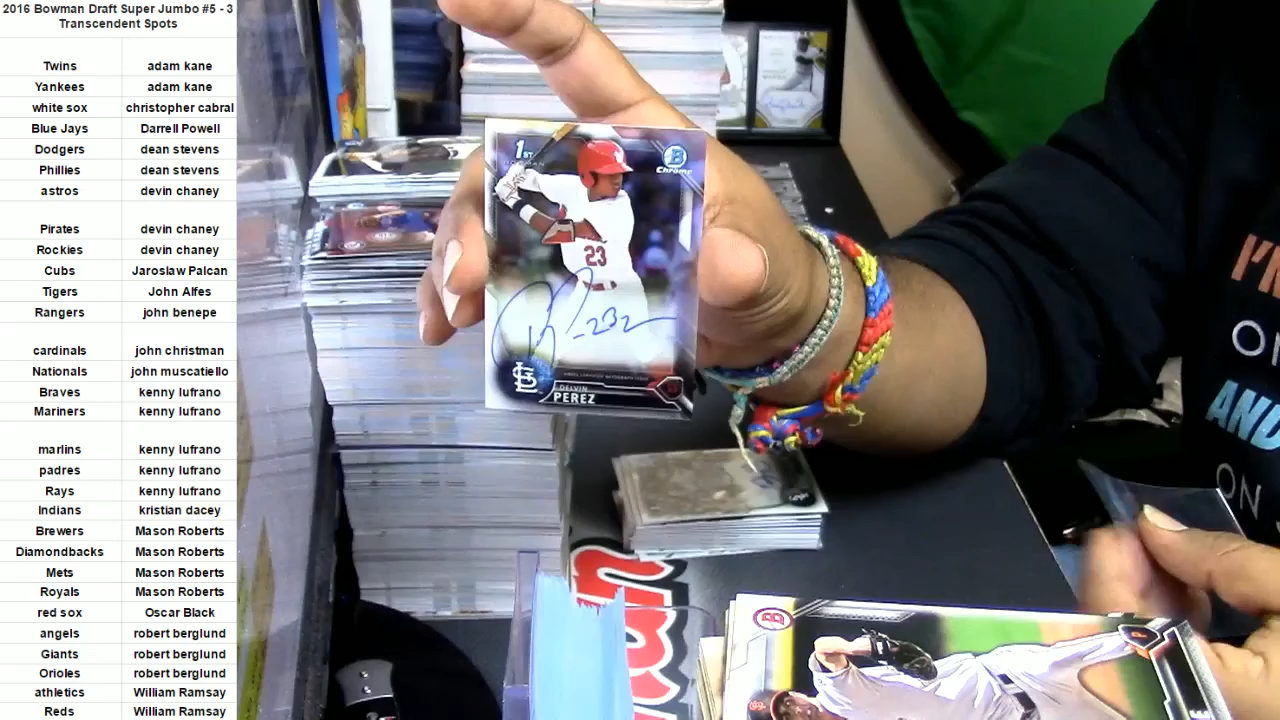 2016 Bowman Draft Super Jumbo #5 - 3
Transcendent Spots
Twins adam kane
Yankees adam kane
white sox christopher cabral
Blue Jays Darrell Powell
Dodgers dean stevens
Phillies dean stevens
astros devin chaney
Pirates devin chaney
Rockies devin chaney
Cubs Jaroslaw Palcan
Tigers John Alfes
Rangers john benepe
cardinals john christman
Nationals john muscatiello
Braves kenny lufrano
Mariners kenny lufrano
marlins kenny lufrano
padres kenny lufrano
Rays kenny lufrano
Indians kristian dacey
Brewers Mason Roberts
Diamondbacks Mason Roberts
Mets Mason Roberts
Royals Mason Roberts
red sox Oscar Black
angels robert berglund
Giants robert berglund
Orioles robert berglund
athletics William Ramsay
Reds William Ramsay
1ST
B
Chrome
23
DELVIN
PEREZ
I'M
ON
AND
ON
B
P